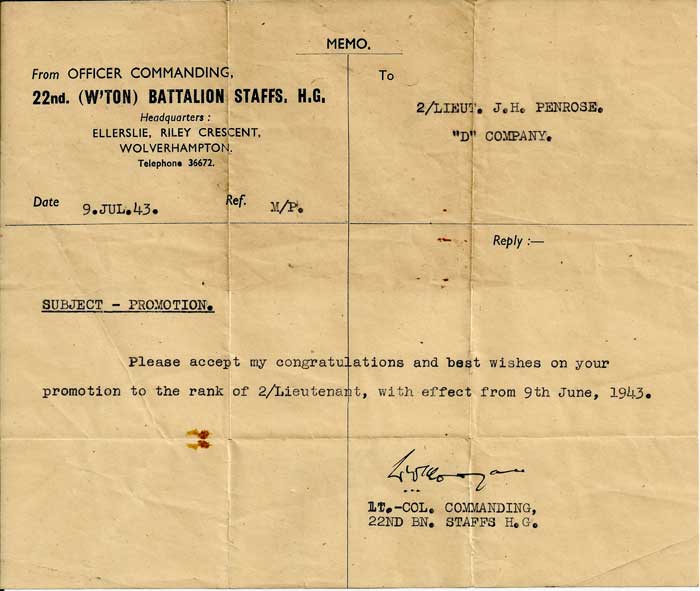 MEMO.
From OFFICER COMMANDING,
22nd. (W'TON) BATTALION STAFFS. H.G.
Headquarters :
ELLERSLIE, RILEY CRESCENT,
WOLVERHAMPTON.
Telephone 36672.
Date 9.JUL.43. Ref. M/P.
To
2/LIEUT. J.H. PENROSE.
"D" COMPANY.
Reply :—
SUBJECT - PROMOTION.
Please accept my congratulations and best wishes on your
promotion to the rank of 2/Lieutenant, with effect from 9th June, 1943.
LT.-COL. COMMANDING,
22ND BN. STAFFS H.G.